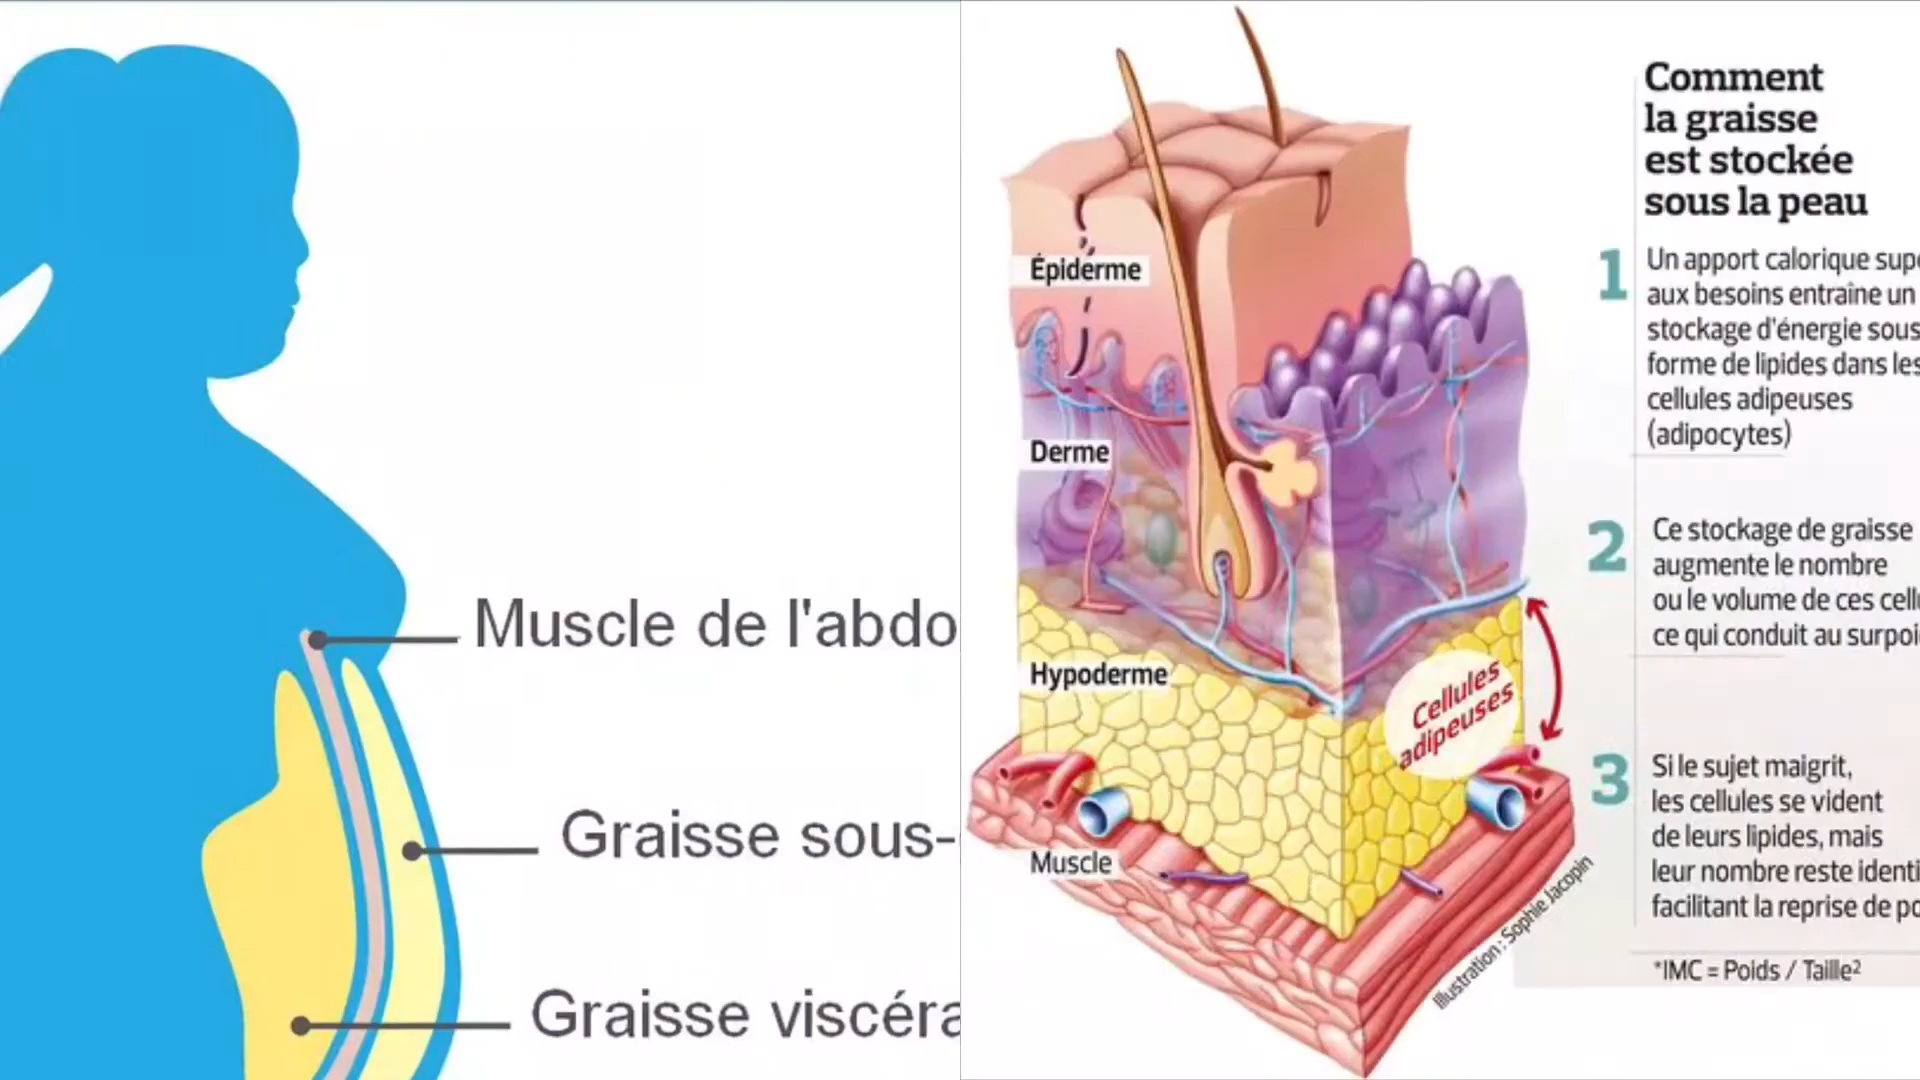 Muscle de l'abdo
Graisse sous-
Graisse viscéra
Épiderme
Derme
Hypoderme
Muscle
Cellules
adipeuses
Illustration : Sophie Jacopin
Comment
la graisse
est stockée
sous la peau
1
Un apport calorique supé
aux besoins entraîne un
stockage d'énergie sous
forme de lipides dans les
cellules adipeuses
(adipocytes)
2
Ce stockage de graisse
augmente le nombre
ou le volume de ces cellu
ce qui conduit au surpoi
3
Si le sujet maigrit,
les cellules se vident
de leurs lipides, mais
leur nombre reste identi
facilitant la reprise de po
*IMC = Poids / Taille²